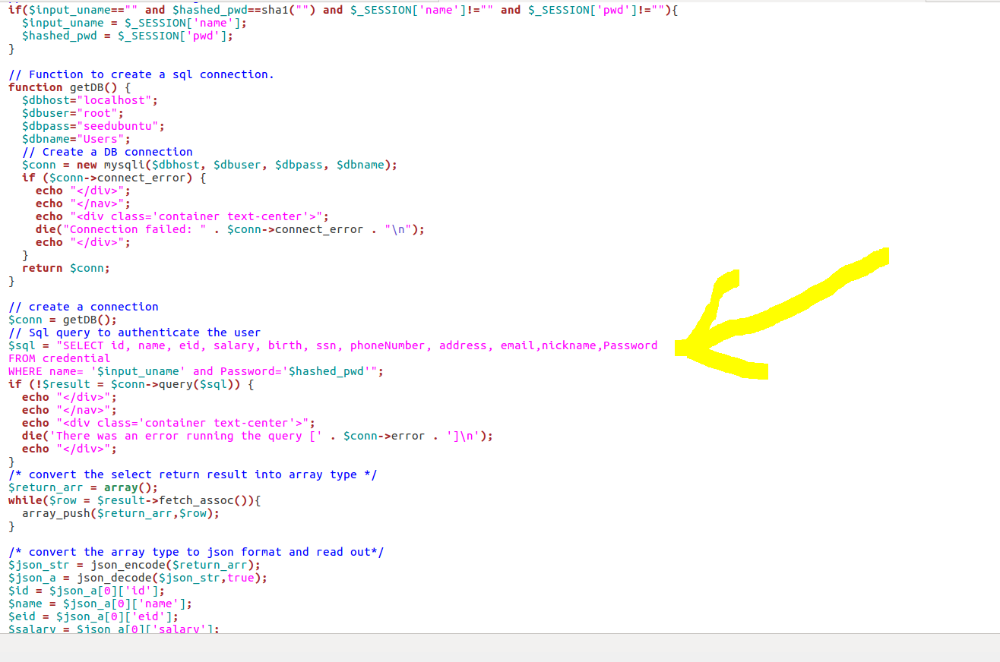 if($input_uname=="" and $hashed_pwd==sha1("") and $_SESSION['name']!="" and $_SESSION['pwd']!=""){
  $input_uname = $_SESSION['name'];
  $hashed_pwd = $_SESSION['pwd'];
}

// Function to create a sql connection.
function getDB() {
  $dbhost="localhost";
  $dbuser="root";
  $dbpass="seedubuntu";
  $dbname="Users";
  // Create a DB connection
  $conn = new mysqli($dbhost, $dbuser, $dbpass, $dbname);
  if ($conn->connect_error) {
    echo "</div>";
    echo "</nav>";
    echo "<div class='container text-center'>";
    die("Connection failed: " . $conn->connect_error . "\n");
    echo "</div>";
  }
  return $conn;
}

// create a connection
$conn = getDB();
// Sql query to authenticate the user
$sql = "SELECT id, name, eid, salary, birth, ssn, phoneNumber, address, email,nickname,Password
FROM credential
WHERE name= '$input_uname' and Password='$hashed_pwd'";
if (!$result = $conn->query($sql)) {
  echo "</div>";
  echo "</nav>";
  echo "<div class='container text-center'>";
  die('There was an error running the query [' . $conn->error . ']\n');
  echo "</div>";
}
/* convert the select return result into array type */
$return_arr = array();
while($row = $result->fetch_assoc()){
  array_push($return_arr,$row);
}

/* convert the array type to json format and read out*/
$json_str = json_encode($return_arr);
$json_a = json_decode($json_str,true);
$id = $json_a[0]['id'];
$name = $json_a[0]['name'];
$eid = $json_a[0]['eid'];
$salary = $json_a[0]['salary'];